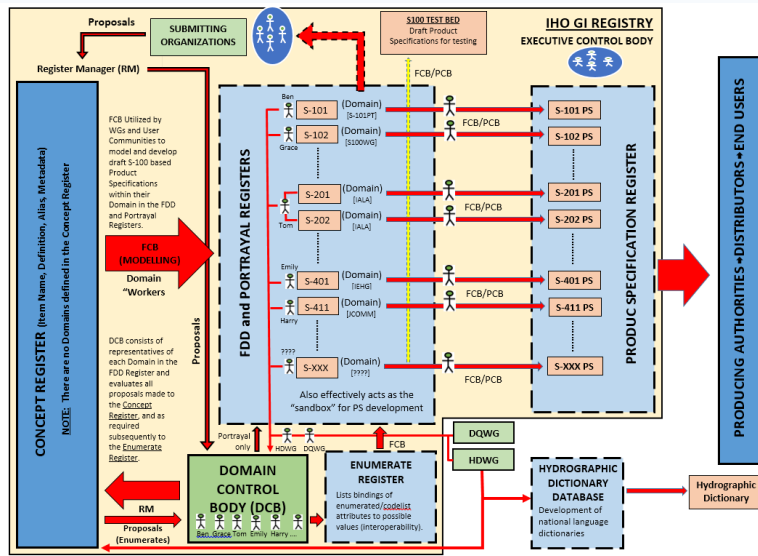 Proposals
SUBMITTING
ORGANIZATIONS
S100 TEST BED
Draft Product
Specifications for testing
IHO GI REGISTRY
EXECUTIVE CONTROL BODY
Register Manager (RM)
FCB/PCB
CONCEPT REGISTER (Item Name, Definition, Alias, Metadata)
NOTE: There are no Domains defined in the Concept Register
FCB Utilized by
WGs and User
Communities to
model and develop
draft S-100 based
Product
Specifications
within their
Domain in the FDD
and Portrayal
Registers.
FCB
(MODELLING)
Domain
"Workers
DCB consists of
representatives of
each Domain in the
FDD Register and
evaluates all
proposals made to
the Concept
Register, and as
required
subsequently to
the Enumerate
Register.
Proposals
FDD and PORTRAYAL REGISTERS
Ben
S-101
(Domain)
[S-101PT]
FCB/PCB
S-101 PS
Grace
S-102
(Domain)
[S100WG]
FCB/PCB
S-102 PS
S-201
(Domain)
[IALA]
FCB/PCB
S-201 PS
Tom
S-202
(Domain)
[IALA]
FCB/PCB
S-202 PS
Emily
S-401
(Domain)
[IEHG]
FCB/PCB
S-401 PS
Harry
S-411
(Domain)
[JCOMM]
FCB/PCB
S-411 PS
????
S-XXX
(Domain)
[????]
FCB/PCB
S-XXX PS
Also effectively acts as the
"sandbox" for PS development
PRODUC SPECIFICATION REGISTER
PRODUCING AUTHORITIES DISTRIBUTORS END USERS
Portrayal
only
HDWG
DQWG
FCB
DQWG
HDWG
RM
Proposals
(Enumerates)
DOMAIN
CONTROL
BODY (DCB)
Ben Grace Tom Emily Harry ....
ENUMERATE
REGISTER
Lists bindings of
enumerated/codelist
attributes to possible
values (interoperability).
HYDROGRAPHIC
DICTIONARY
DATABASE
Development of
national language
dictionaries
Hydrographic
Dictionary